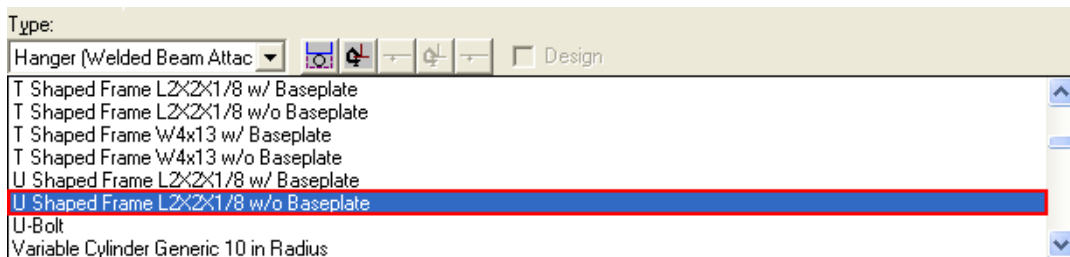 Type:
Hanger (Welded Beam Attac Design
T Shaped Frame L2X2X1/8 w/ Baseplate
T Shaped Frame L2X2X1/8 w/o Baseplate
T Shaped Frame W4x13 w/ Baseplate
T Shaped Frame W4x13 w/o Baseplate
U Shaped Frame L2X2X1/8 w/ Baseplate
U Shaped Frame L2X2X1/8 w/o Baseplate
U-Bolt
Variable Cylinder Generic 10 in Radius